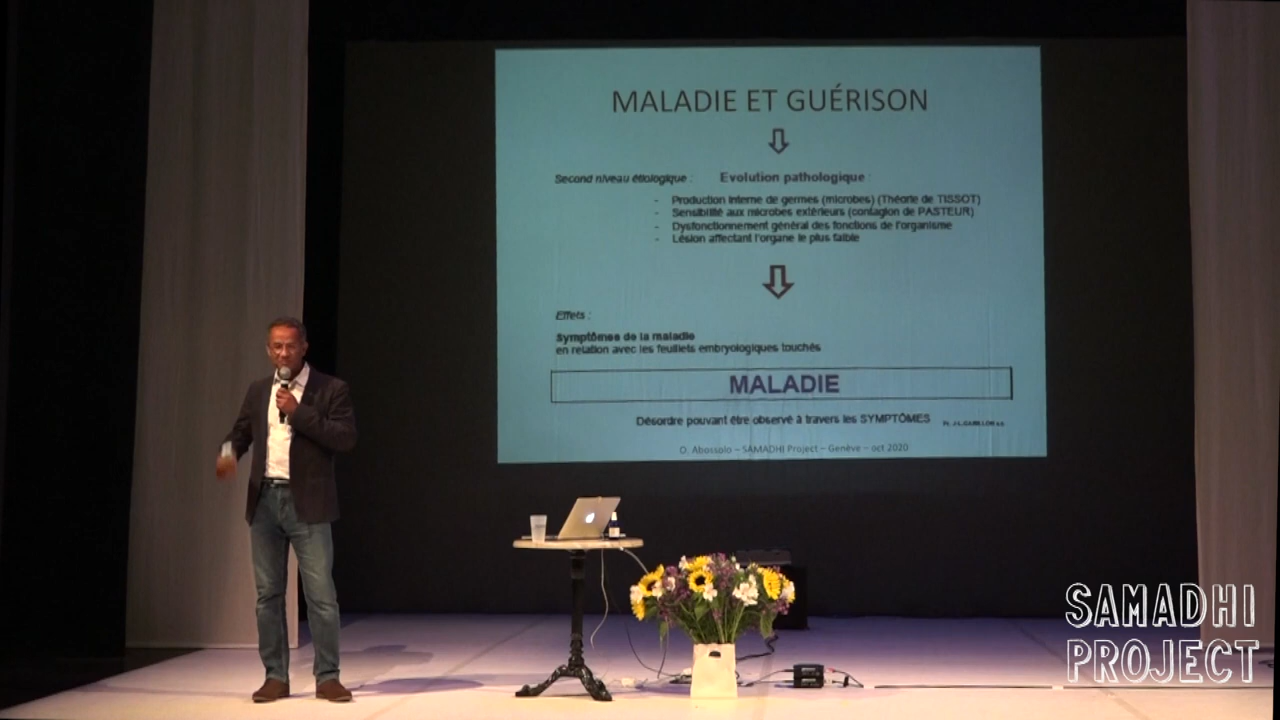 MALADIE ET GUÉRISON
Second niveau étiologique : Evolution pathologique :
- Production interne de germes (microbes) (Théorie de TISSOT)
- Sensibilité aux microbes extérieurs (contagion de PASTEUR)
- Dysfonctionnement général des fonctions de l'organisme
- Lésion affectant l'organe le plus faible
Effets :
Symptômes de la maladie
en relation avec les feuillets embryologiques touchés
MALADIE
Désordre pouvant être observé à travers les SYMPTÔMES
O. Abossolo – SAMADHI Project – Genève – oct 2020
SAMADHI
PROJECT